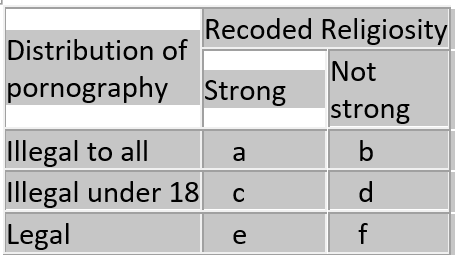 Distribution of
pornography
Recoded Religiosity
Strong
Not
strong
Illegal to all a b
Illegal under 18 c d
Legal e f